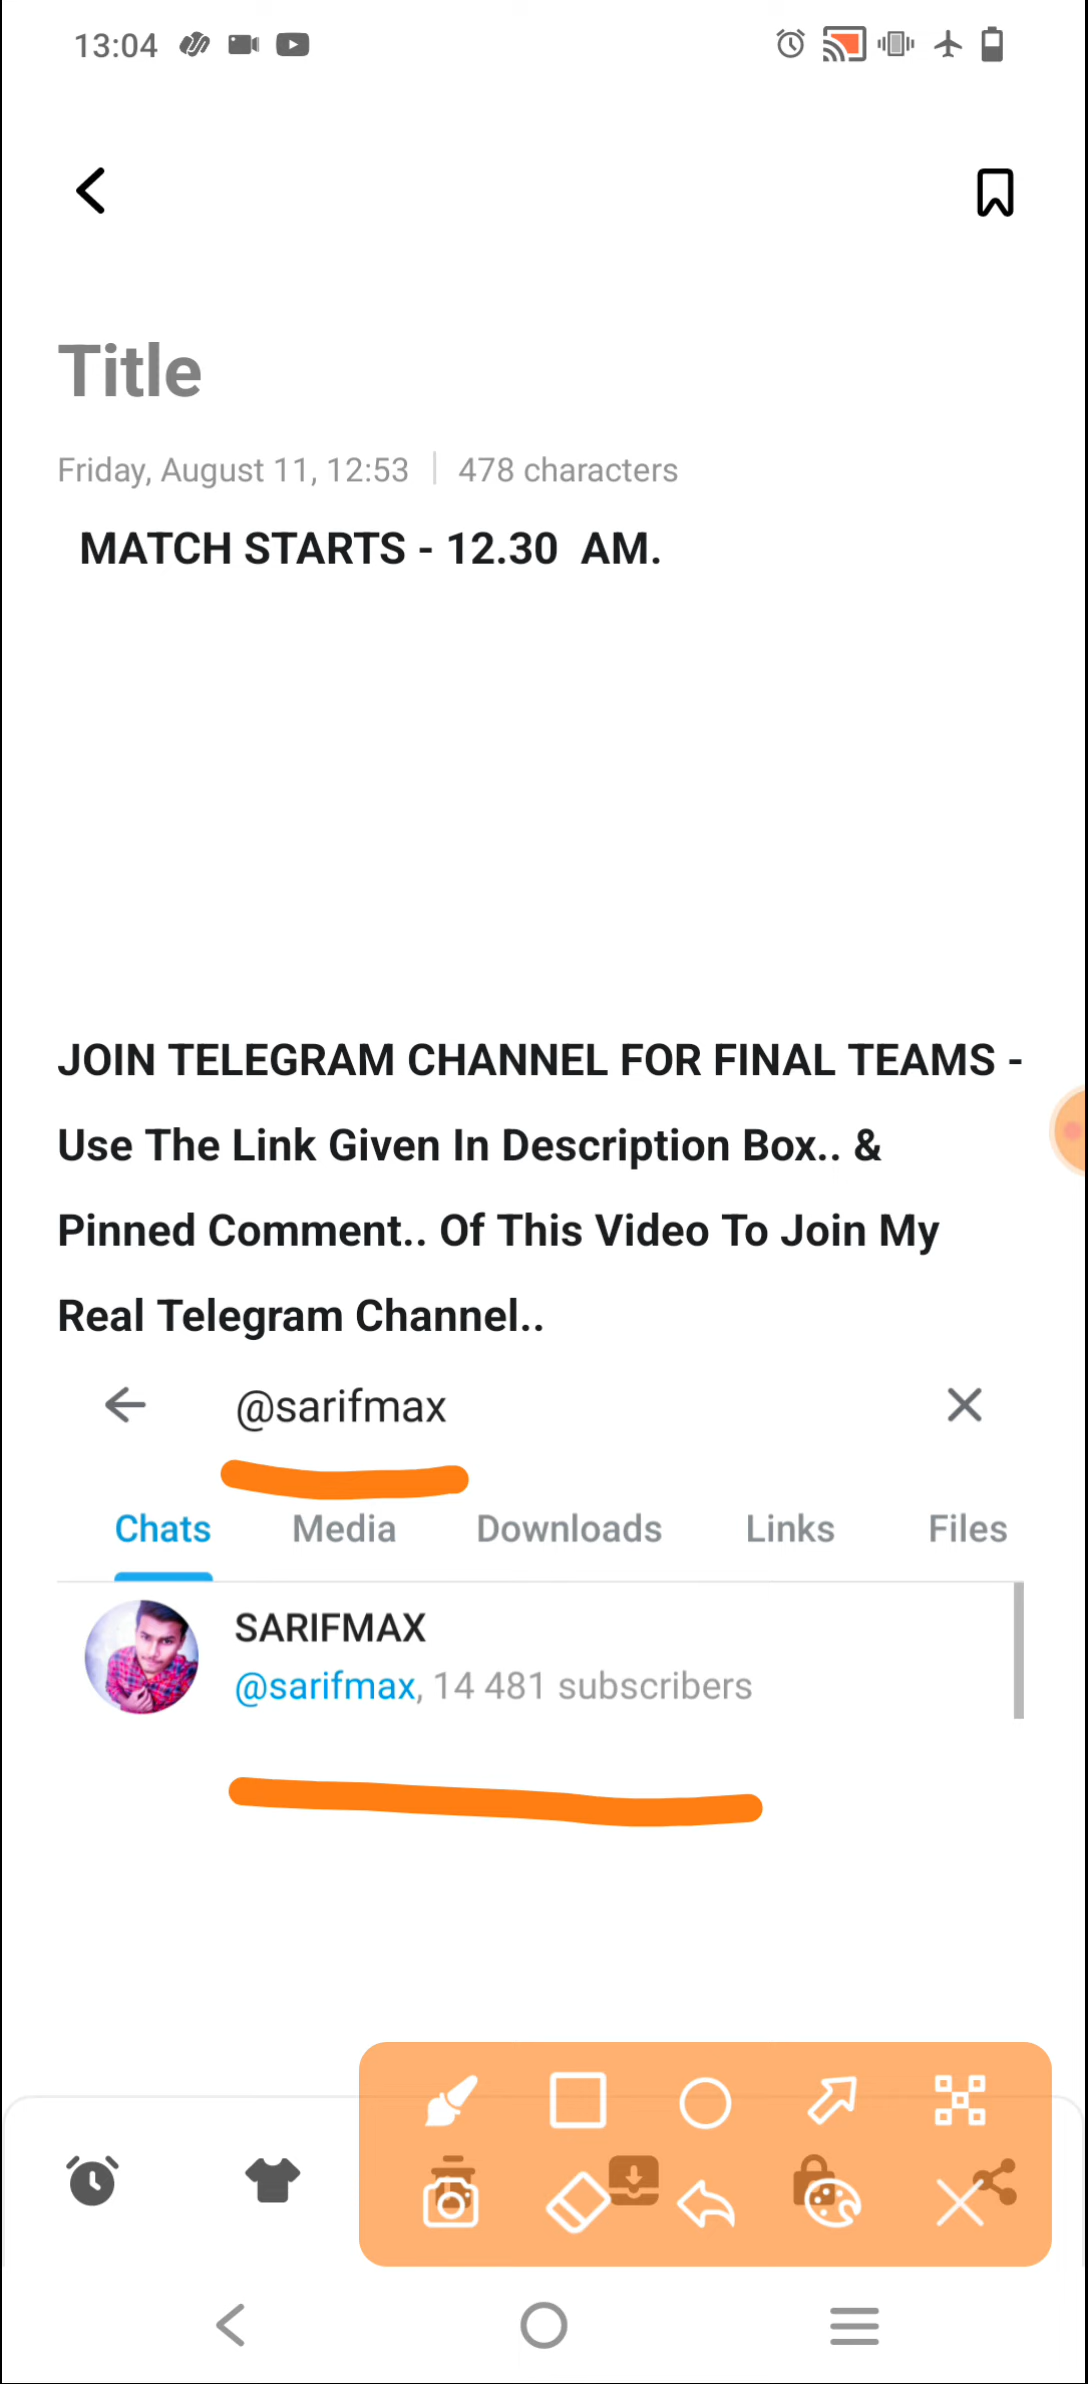 13:04
Title
Friday, August 11, 12:53 | 478 characters
MATCH STARTS - 12.30 AM.
JOIN TELEGRAM CHANNEL FOR FINAL TEAMS -
Use The Link Given In Description Box.. &
Pinned Comment.. Of This Video To Join My
Real Telegram Channel..
@sarifmax
Chats Media Downloads Links Files
SARIFMAX
@sarifmax, 14 481 subscribers